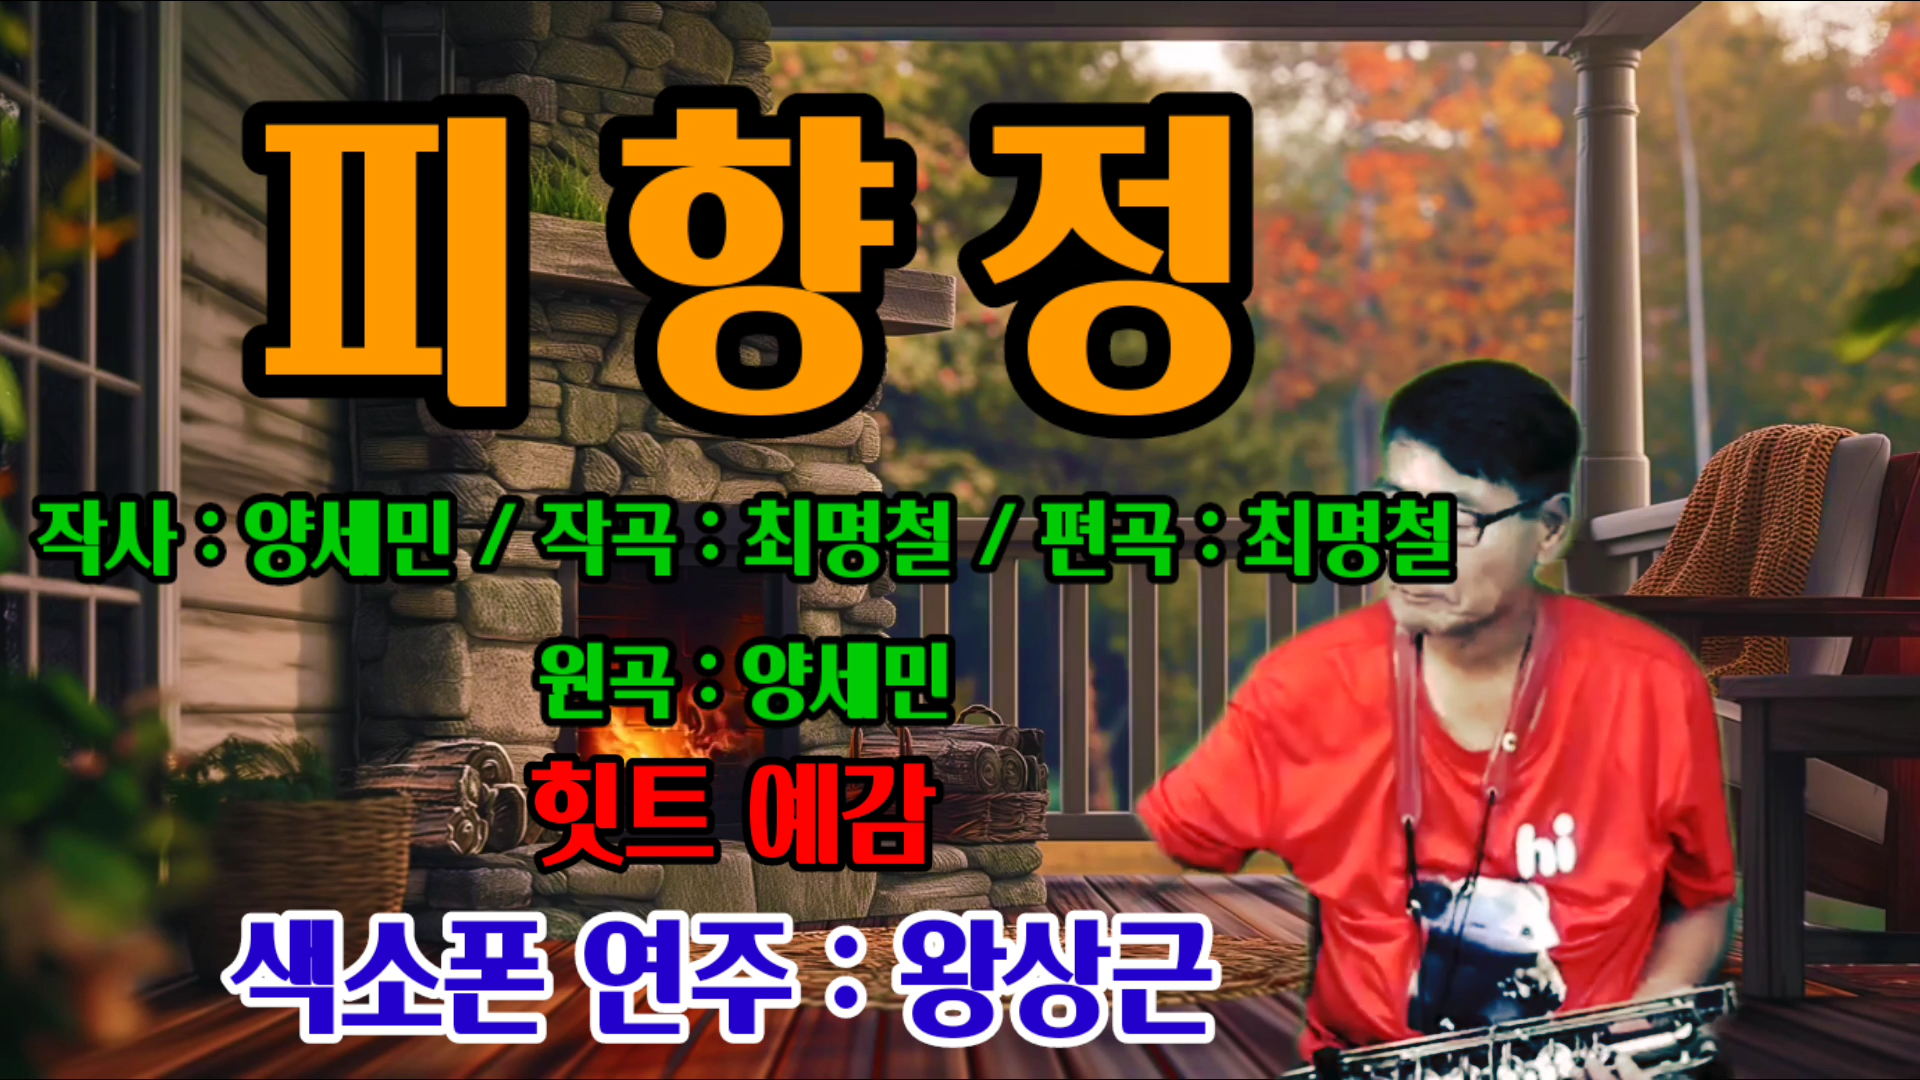 피향정
작사 : 양세민 / 작곡 : 최명철 / 편곡 : 최명철
원곡 : 양세민
힛트 예감
hi
색소폰 연주 : 왕상근